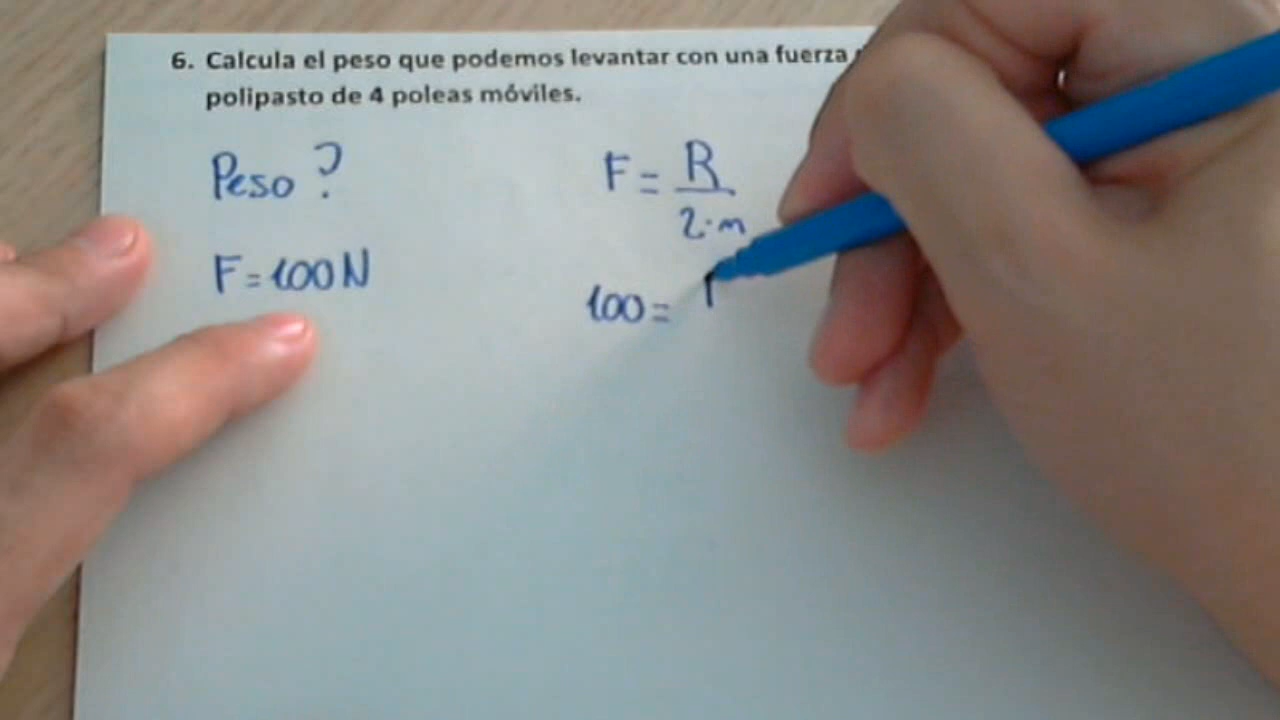 6. Calcula el peso que podemos levantar con una fuerza
polipasto de 4 poleas móviles.
Peso ?
F = R
2·m
F = 100 N
100 =